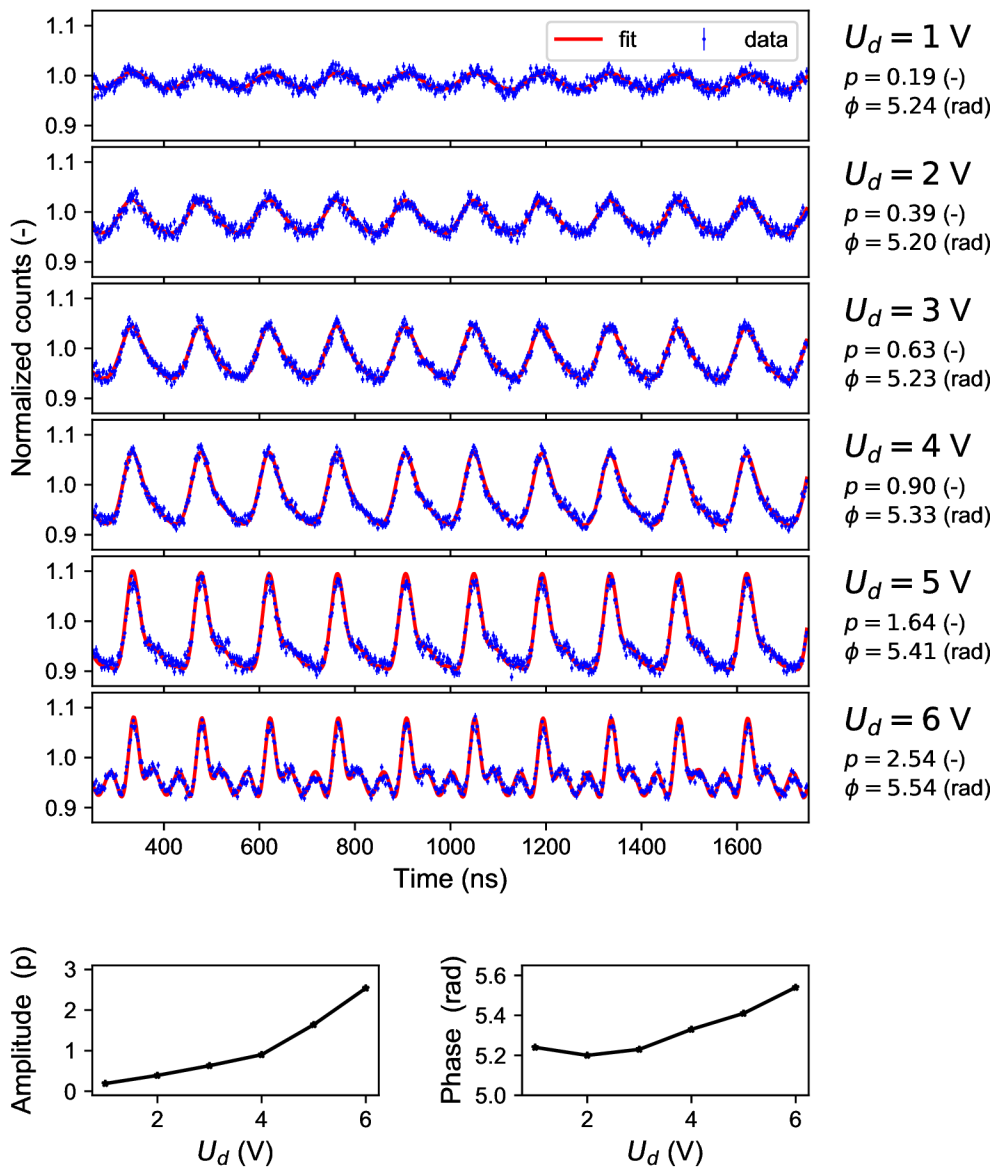 1.1
1.0
0.9
fit
data
U_d = 1 V
p = 0.19 (-)
ϕ = 5.24 (rad)
1.1
1.0
0.9
U_d = 2 V
p = 0.39 (-)
ϕ = 5.20 (rad)
Normalized counts (-)
1.1
1.0
0.9
U_d = 3 V
p = 0.63 (-)
ϕ = 5.23 (rad)
1.1
1.0
0.9
U_d = 4 V
p = 0.90 (-)
ϕ = 5.33 (rad)
1.1
1.0
0.9
U_d = 5 V
p = 1.64 (-)
ϕ = 5.41 (rad)
1.1
1.0
0.9
U_d = 6 V
p = 2.54 (-)
ϕ = 5.54 (rad)
400 600 800 1000 1200 1400 1600
Time (ns)
Amplitude (p)
3
2
1
0
2 4 6
U_d (V)
Phase (rad)
5.6
5.4
5.2
5.0
2 4 6
U_d (V)